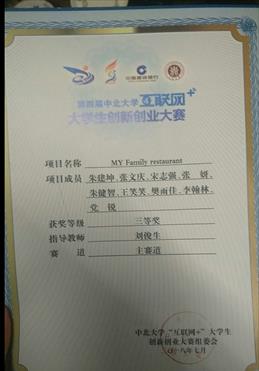 中国建设银行
第四届中北大学互联网+
大学生创新创业大赛
项目名称 MY Family restaurant
项目成员 朱建坤、张文庆、宋志强、张 妍、
朱健智、王笑笑、樊雨佳、李翰林、
党 锐
获奖等级 三等奖
指导教师 刘俊生
赛 道 主赛道
中北大学“互联网+”大学生
创新创业大赛组委会
一八年七月